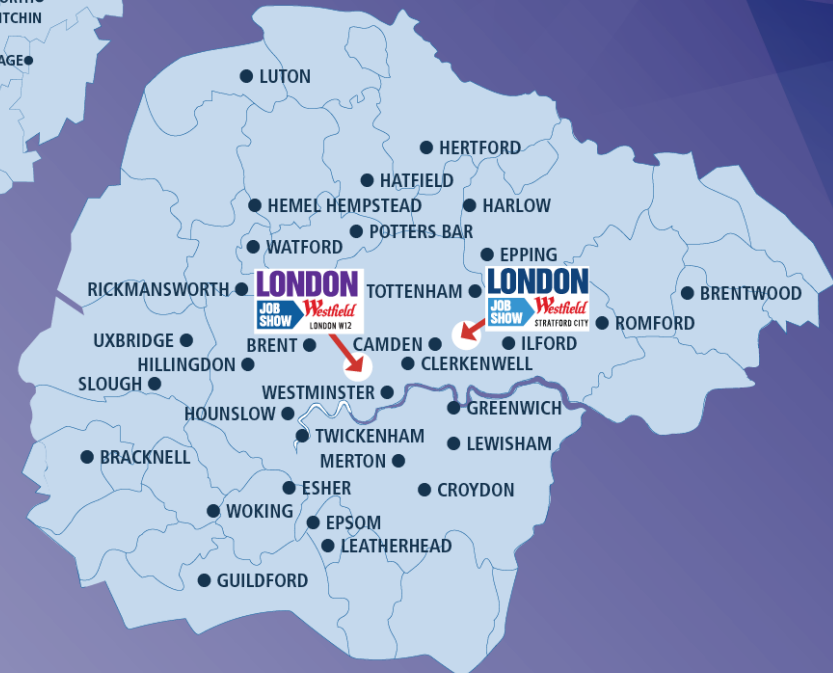 ITCHIN
AGE
LUTON
HERTFORD
HATFIELD
HEMEL HEMPSTEAD
HARLOW
POTTERS BAR
WATFORD
EPPING
RICKMANSWORTH
LONDON
JOB
SHOW
Westfield
LONDON W12
TOTTENHAM
LONDON
JOB
SHOW
Westfield
STRATFORD CITY
BRENTWOOD
ROMFORD
UXBRIDGE
BRENT
CAMDEN
ILFORD
HILLINGDON
CLERKENWELL
SLOUGH
WESTMINSTER
HOUNSLOW
GREENWICH
TWICKENHAM
LEWISHAM
BRACKNELL
MERTON
ESHER
CROYDON
WOKING
EPSOM
LEATHERHEAD
GUILDFORD